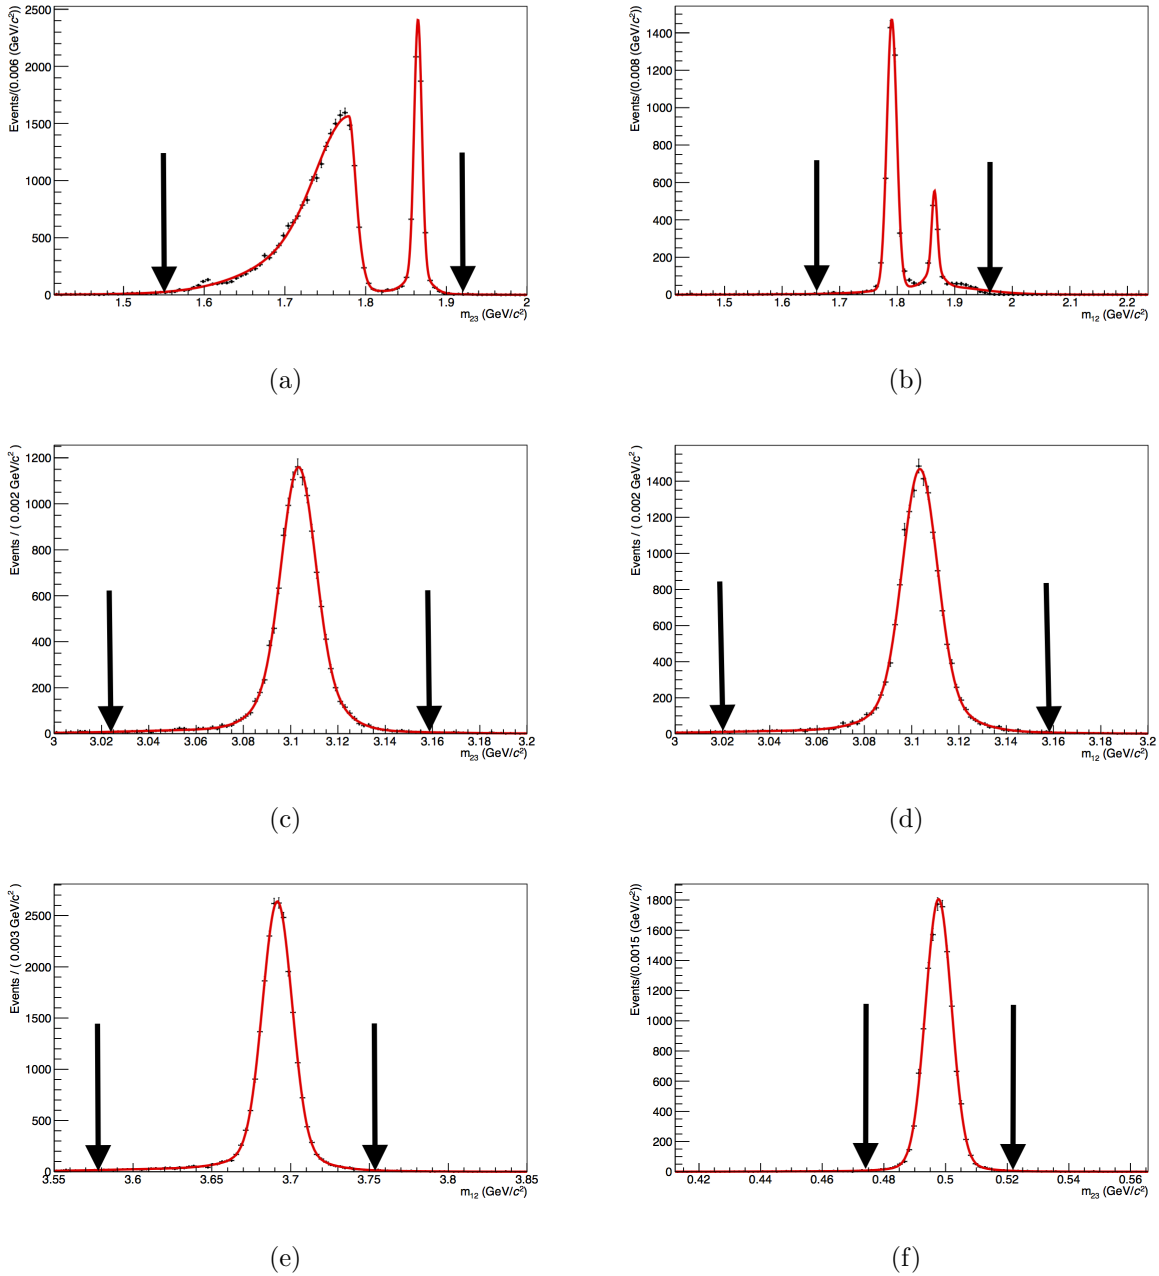 Events/(0.006 (GeV/c²))
2500
2000
1500
1000
500
0
1.5 1.6 1.7 1.8 1.9 2
m₂₃ (GeV/c²)
(a)
Events/(0.008 (GeV/c²))
1400
1200
1000
800
600
400
200
0
1.5 1.6 1.7 1.8 1.9 2 2.1 2.2
m₁₂ (GeV/c²)
(b)
Events / ( 0.002 GeV/c² )
1200
1000
800
600
400
200
0
3 3.02 3.04 3.06 3.08 3.1 3.12 3.14 3.16 3.18 3.2
m₂₃ (GeV/c²)
(c)
Events / ( 0.002 GeV/c² )
1400
1200
1000
800
600
400
200
0
3 3.02 3.04 3.06 3.08 3.1 3.12 3.14 3.16 3.18 3.2
m₁₂ (GeV/c²)
(d)
Events / ( 0.003 GeV/c² )
2500
2000
1500
1000
500
0
3.55 3.6 3.65 3.7 3.75 3.8 3.85
m₁₂ (GeV/c²)
(e)
Events/(0.0015 (GeV/c²))
1800
1600
1400
1200
1000
800
600
400
200
0
0.42 0.44 0.46 0.48 0.5 0.52 0.54 0.56
m₂₃ (GeV/c²)
(f)